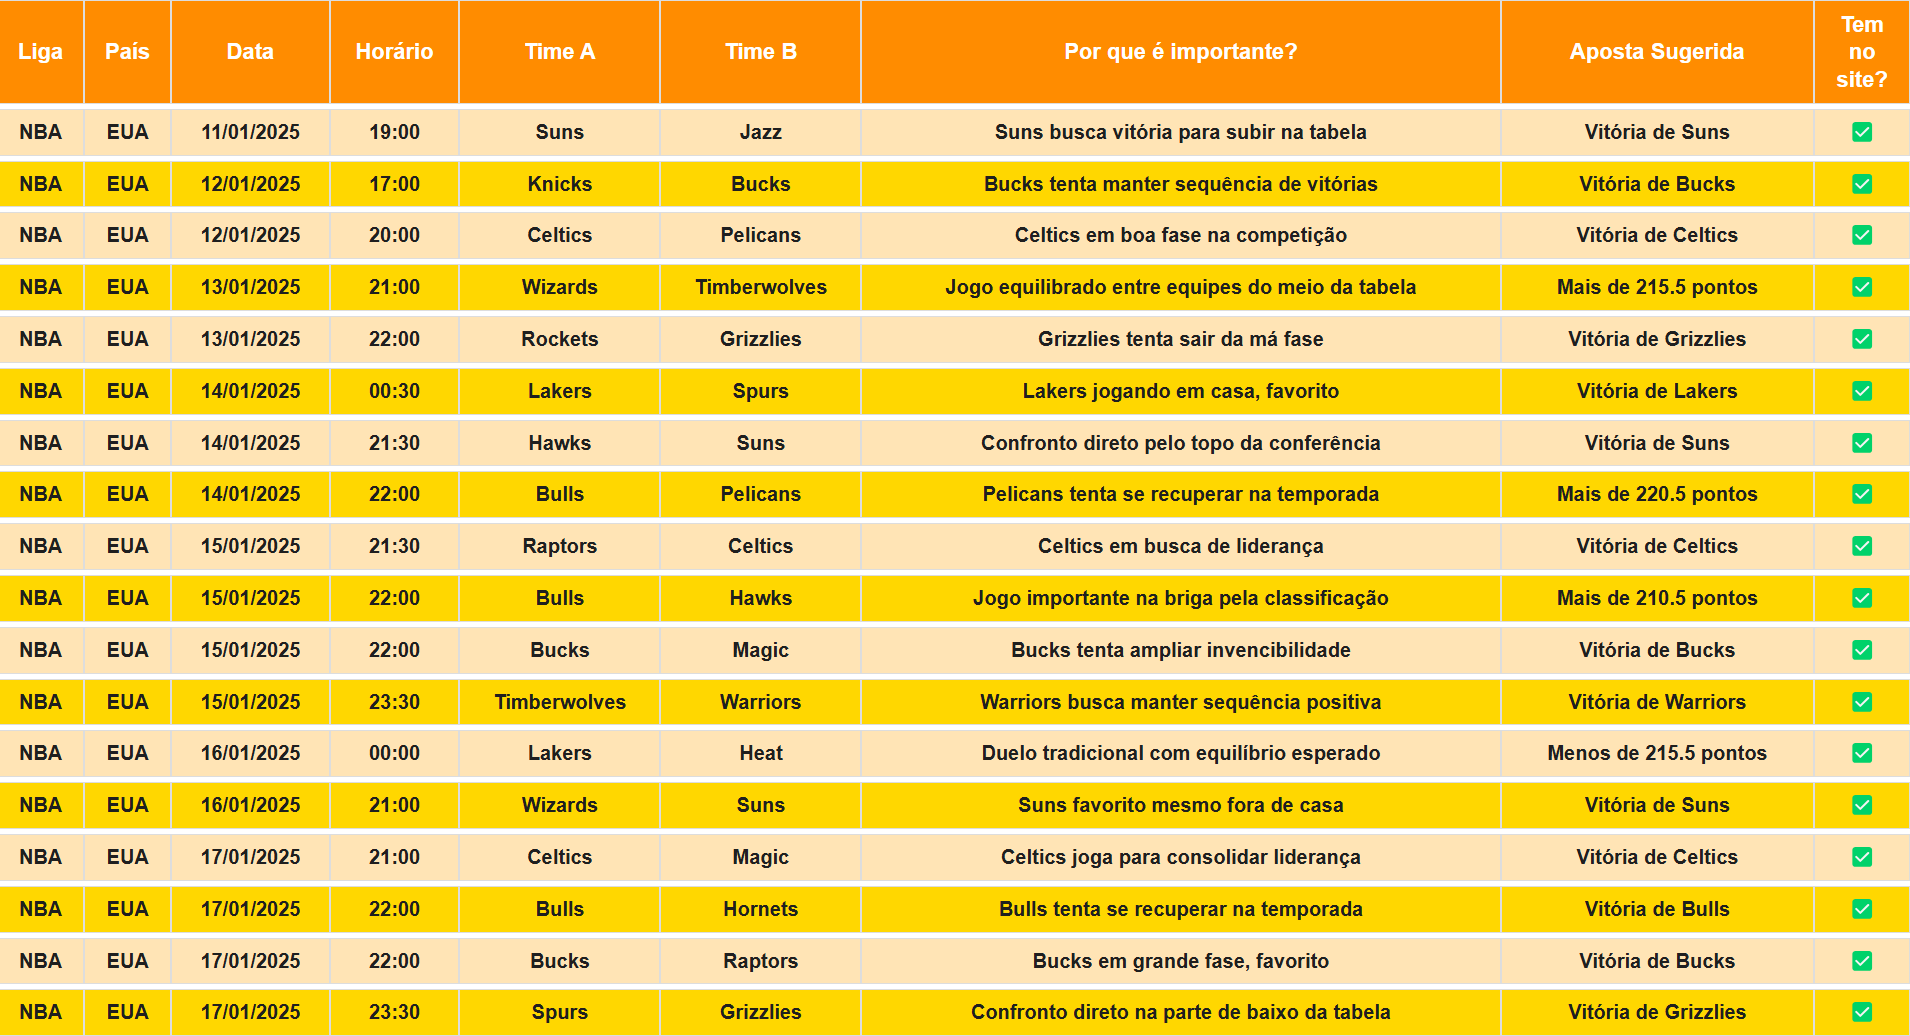 Liga País Data Horário Time A Time B Por que é importante? Aposta Sugerida Tem no site?
NBA EUA 11/01/2025 19:00 Suns Jazz Suns busca vitória para subir na tabela Vitória de Suns ✅
NBA EUA 12/01/2025 17:00 Knicks Bucks Bucks tenta manter sequência de vitórias Vitória de Bucks ✅
NBA EUA 12/01/2025 20:00 Celtics Pelicans Celtics em boa fase na competição Vitória de Celtics ✅
NBA EUA 13/01/2025 21:00 Wizards Timberwolves Jogo equilibrado entre equipes do meio da tabela Mais de 215.5 pontos ✅
NBA EUA 13/01/2025 22:00 Rockets Grizzlies Grizzlies tenta sair da má fase Vitória de Grizzlies ✅
NBA EUA 14/01/2025 00:30 Lakers Spurs Lakers jogando em casa, favorito Vitória de Lakers ✅
NBA EUA 14/01/2025 21:30 Hawks Suns Confronto direto pelo topo da conferência Vitória de Suns ✅
NBA EUA 14/01/2025 22:00 Bulls Pelicans Pelicans tenta se recuperar na temporada Mais de 220.5 pontos ✅
NBA EUA 15/01/2025 21:30 Raptors Celtics Celtics em busca de liderança Vitória de Celtics ✅
NBA EUA 15/01/2025 22:00 Bulls Hawks Jogo importante na briga pela classificação Mais de 210.5 pontos ✅
NBA EUA 15/01/2025 22:00 Bucks Magic Bucks tenta ampliar invencibilidade Vitória de Bucks ✅
NBA EUA 15/01/2025 23:30 Timberwolves Warriors Warriors busca manter sequência positiva Vitória de Warriors ✅
NBA EUA 16/01/2025 00:00 Lakers Heat Duelo tradicional com equilíbrio esperado Menos de 215.5 pontos ✅
NBA EUA 16/01/2025 21:00 Wizards Suns Suns favorito mesmo fora de casa Vitória de Suns ✅
NBA EUA 17/01/2025 21:00 Celtics Magic Celtics joga para consolidar liderança Vitória de Celtics ✅
NBA EUA 17/01/2025 22:00 Bulls Hornets Bulls tenta se recuperar na temporada Vitória de Bulls ✅
NBA EUA 17/01/2025 22:00 Bucks Raptors Bucks em grande fase, favorito Vitória de Bucks ✅
NBA EUA 17/01/2025 23:30 Spurs Grizzlies Confronto direto na parte de baixo da tabela Vitória de Grizzlies ✅